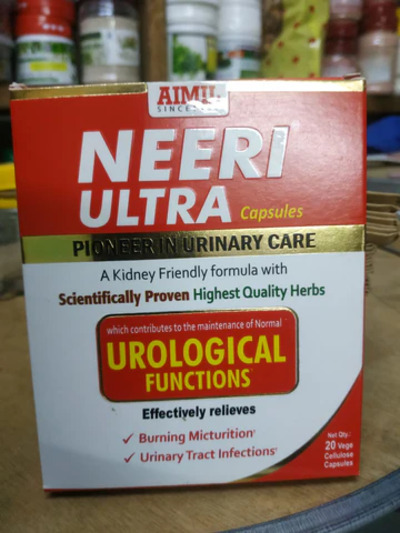 AIMIL
SINCE
NEERI
ULTRA Capsules
PIONEER IN URINARY CARE
A Kidney Friendly formula with
Scientifically Proven Highest Quality Herbs
which contributes to the maintenance of Normal
UROLOGICAL
FUNCTIONS
Effectively relieves
✓ Burning Micturition
✓ Urinary Tract Infections
Net Qty.:
20 Vege
Cellulose
Capsules